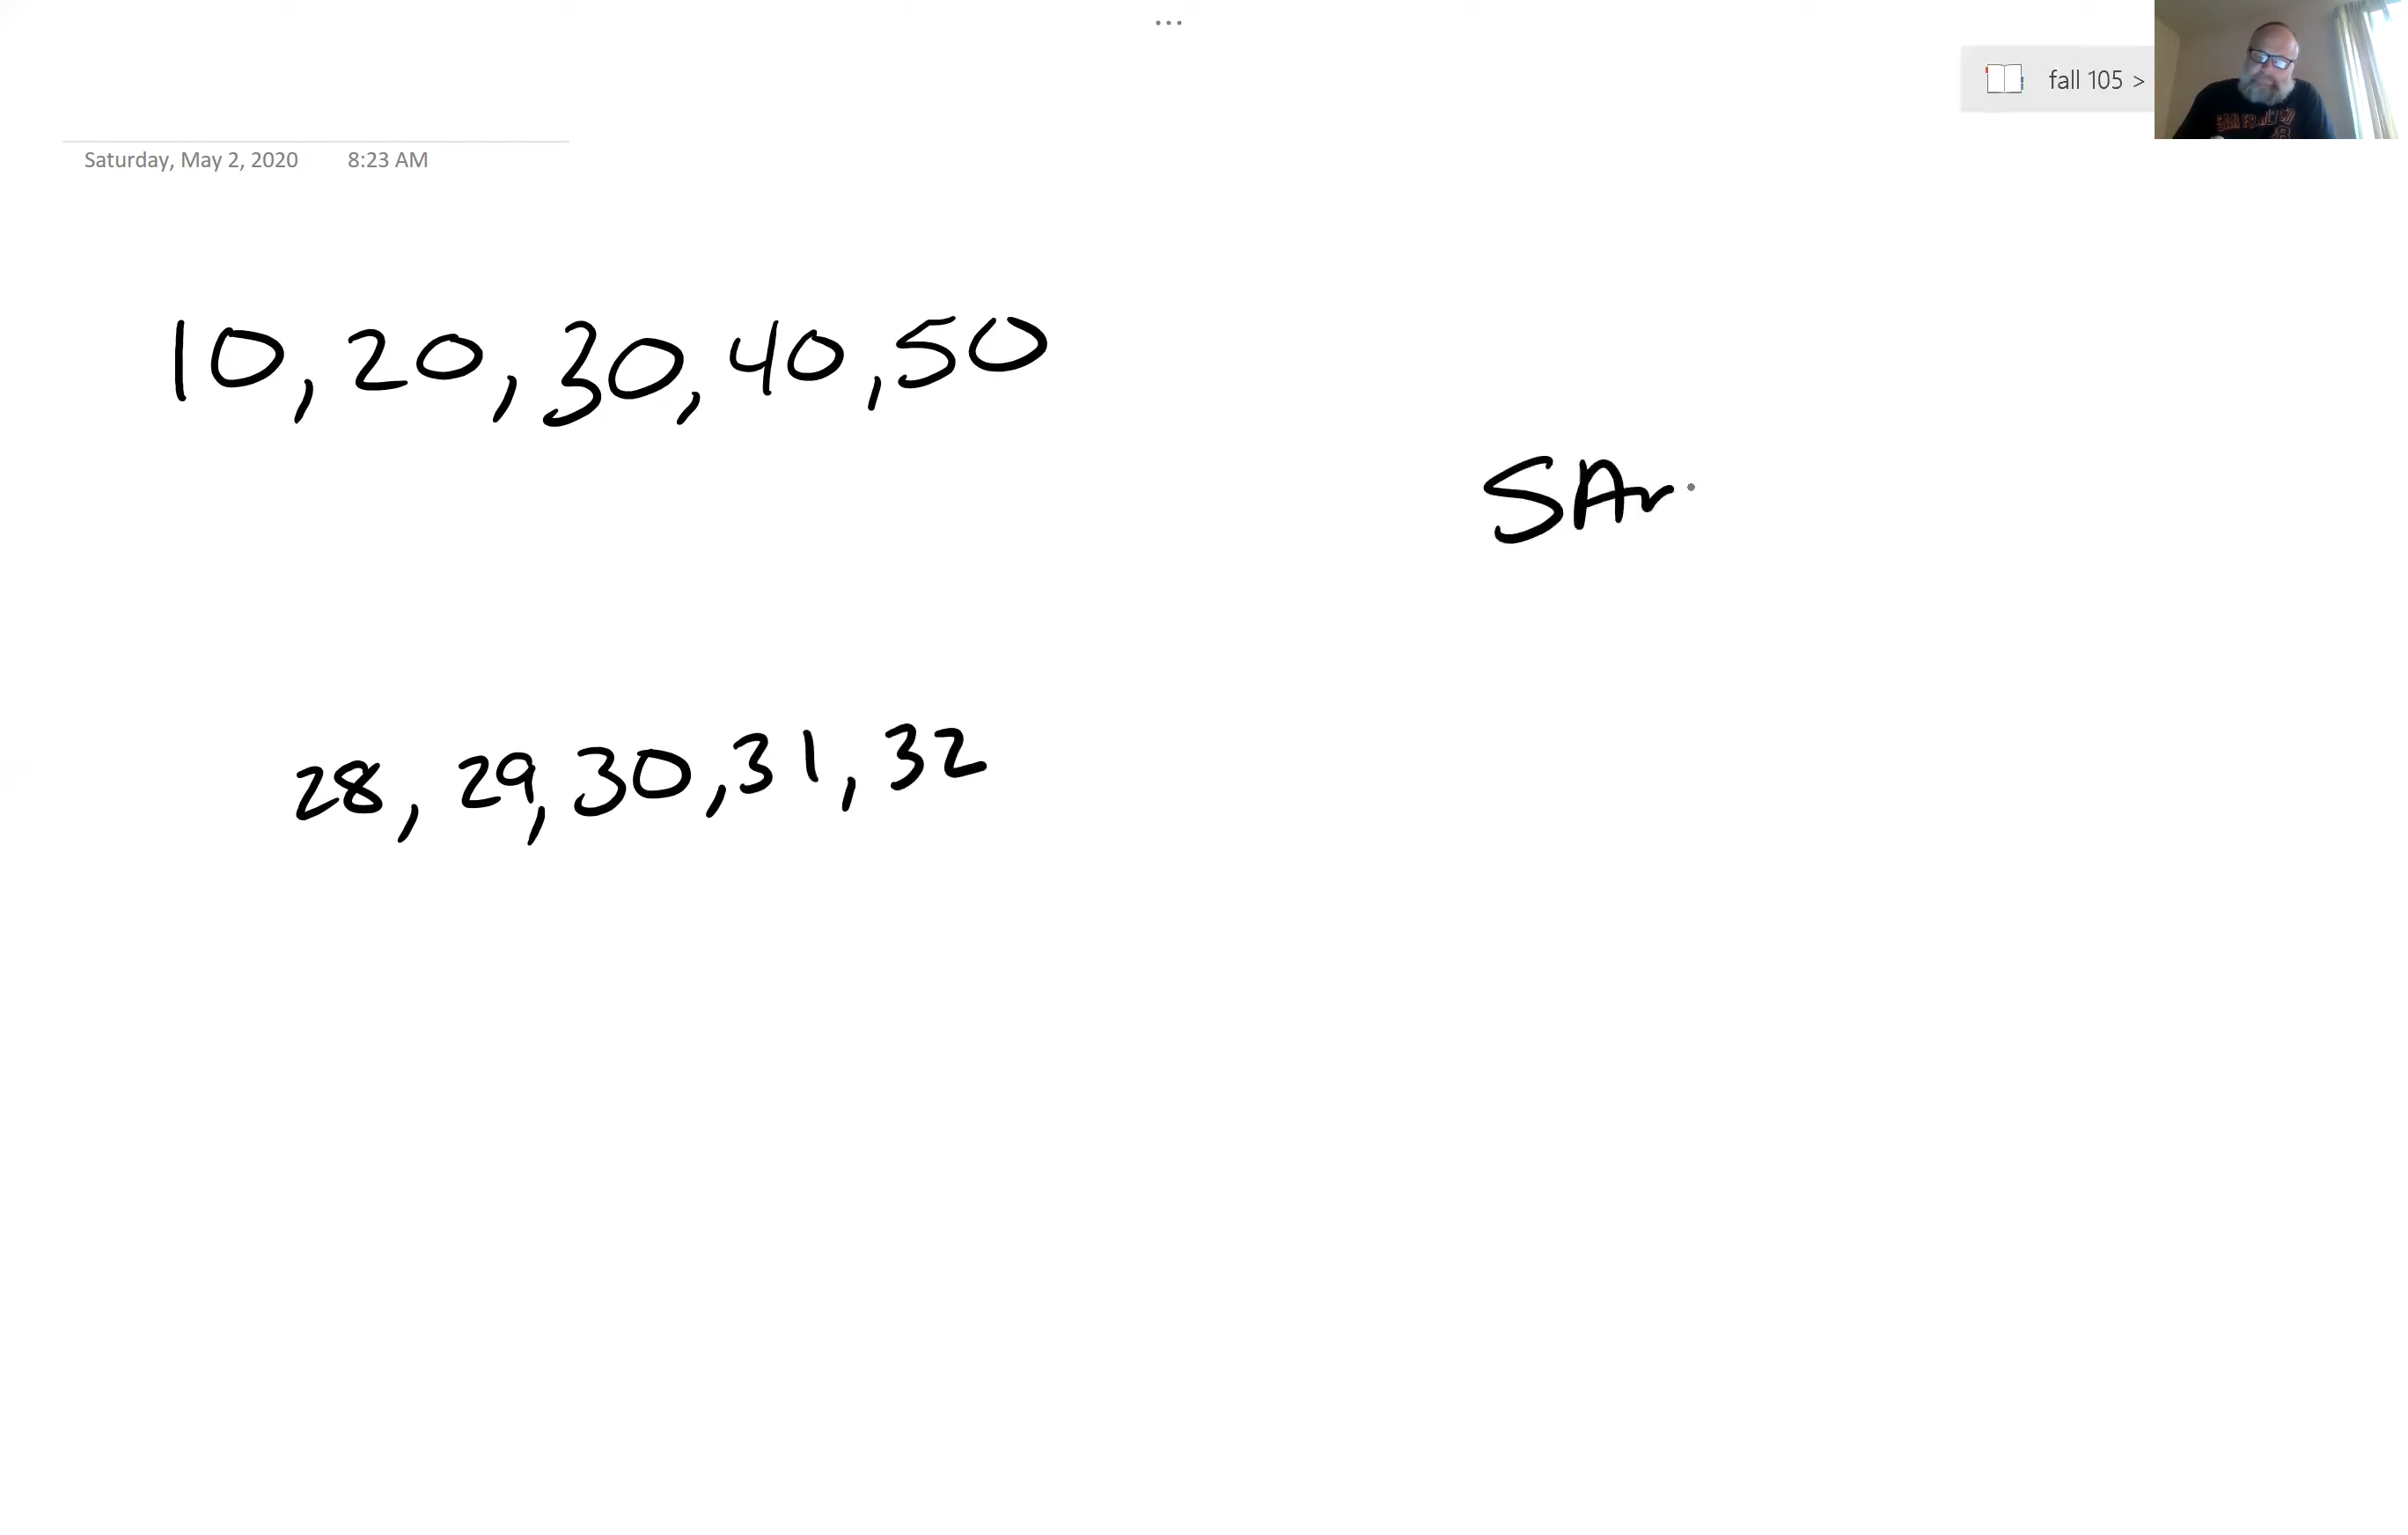 fall 105 >
Saturday, May 2, 2020 8:23 AM
10, 20, 30, 40, 50
SAr
28, 29, 30, 31, 32